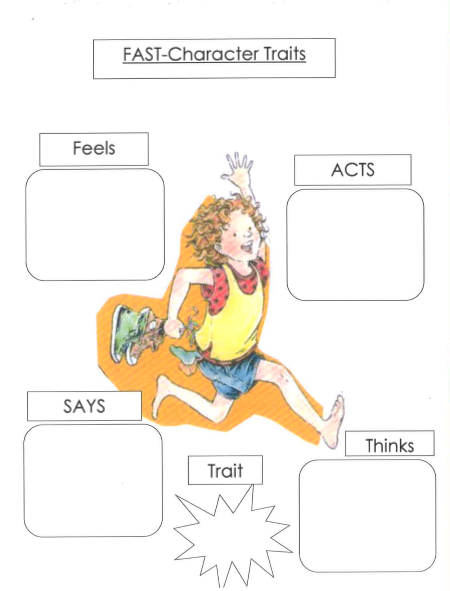 FAST-Character Traits
Feels
ACTS
SAYS
Thinks
Trait